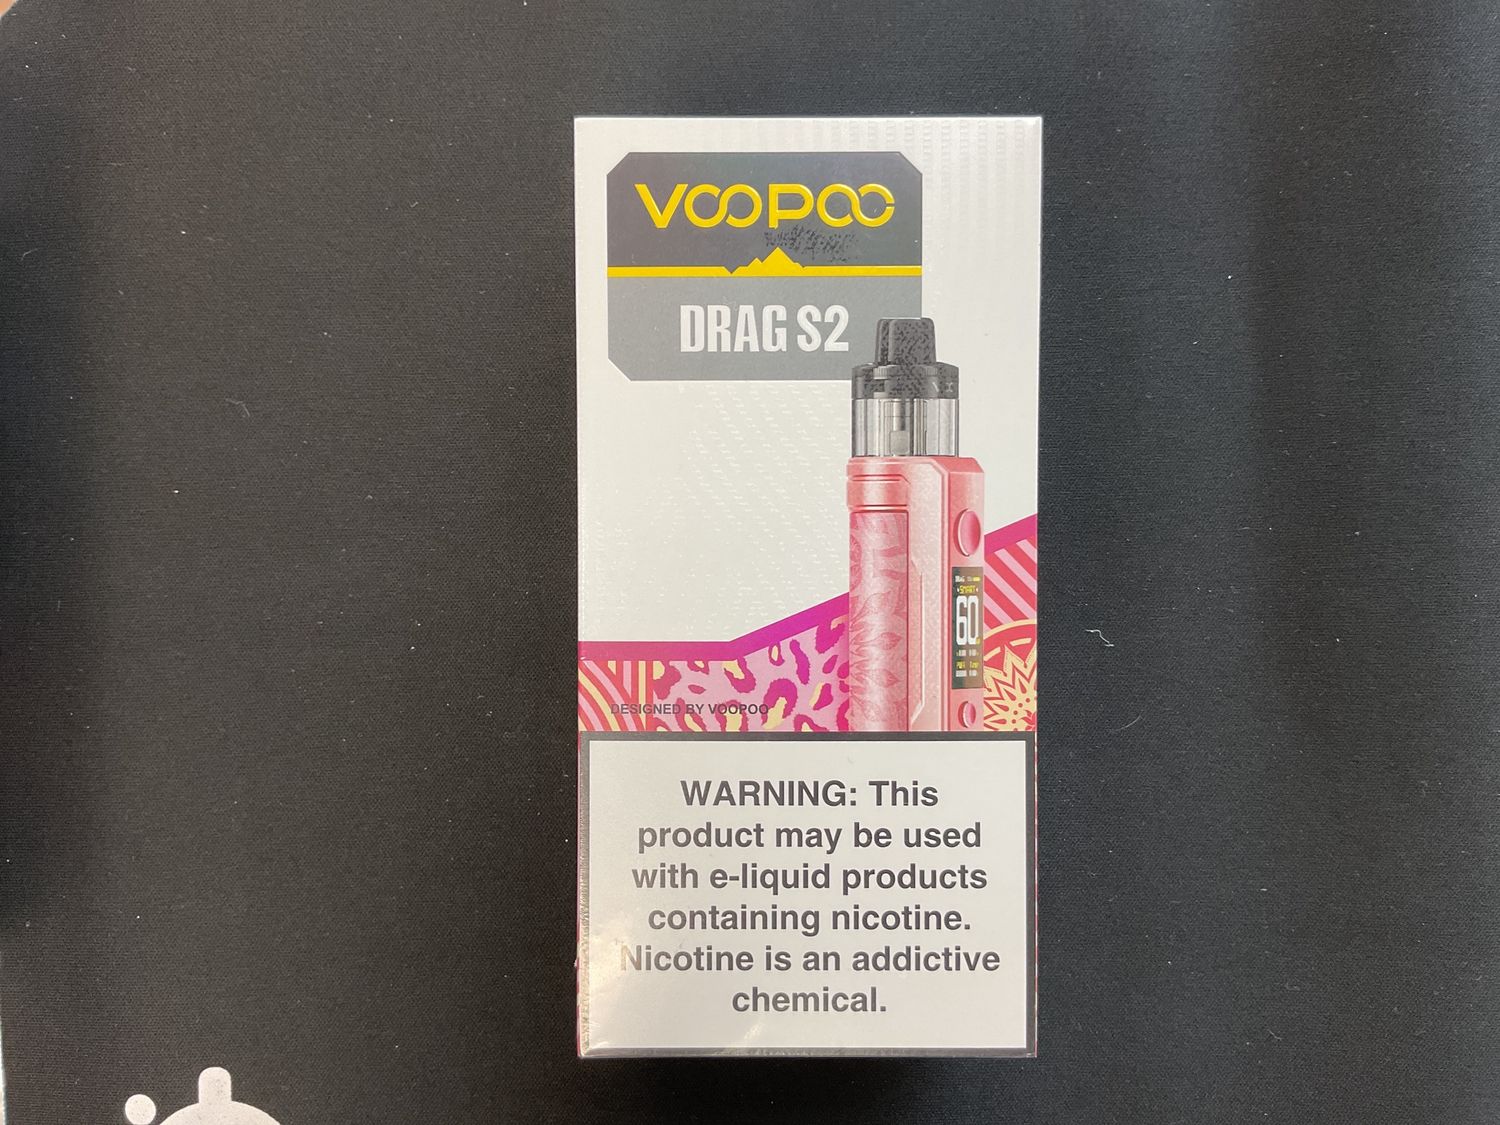 VOOPOO
DRAG S2
60
DESIGNED BY VOOPOO
WARNING: This
product may be used
with e-liquid products
containing nicotine.
Nicotine is an addictive
chemical.